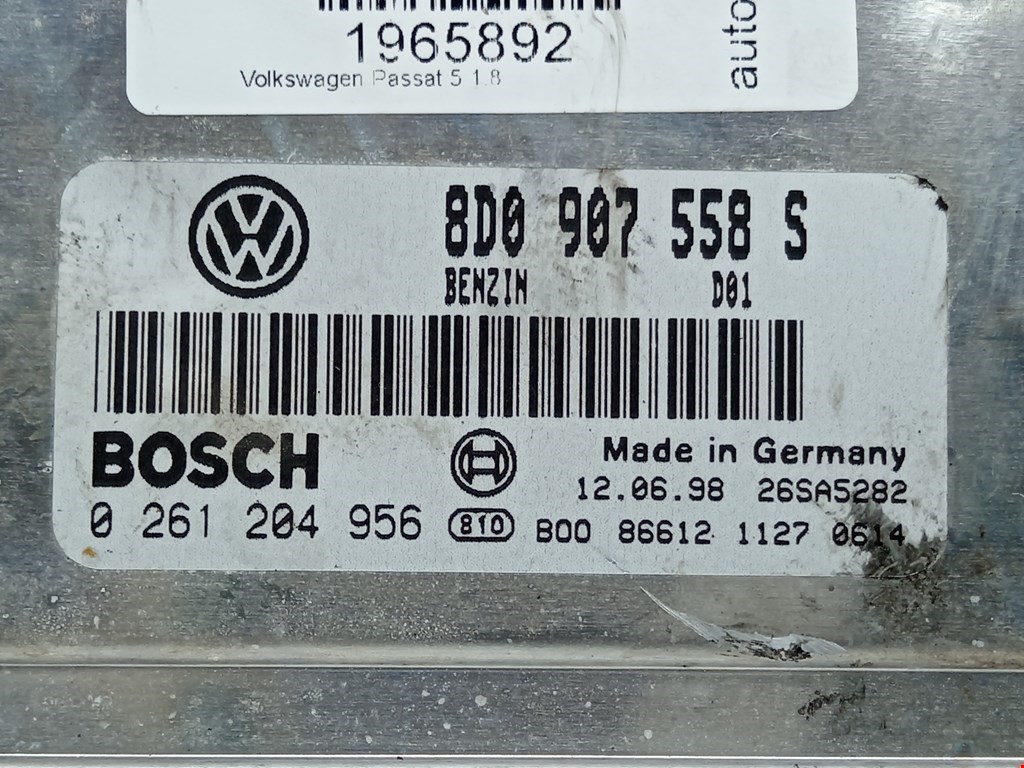 1965892
Volkswagen Passat 5 1.8
auto
8D0 907 558 S
BENZIN D01
BOSCH
Made in Germany
12.06.98 26SA5282
0 261 204 956 810 B00 86612 1127 0614